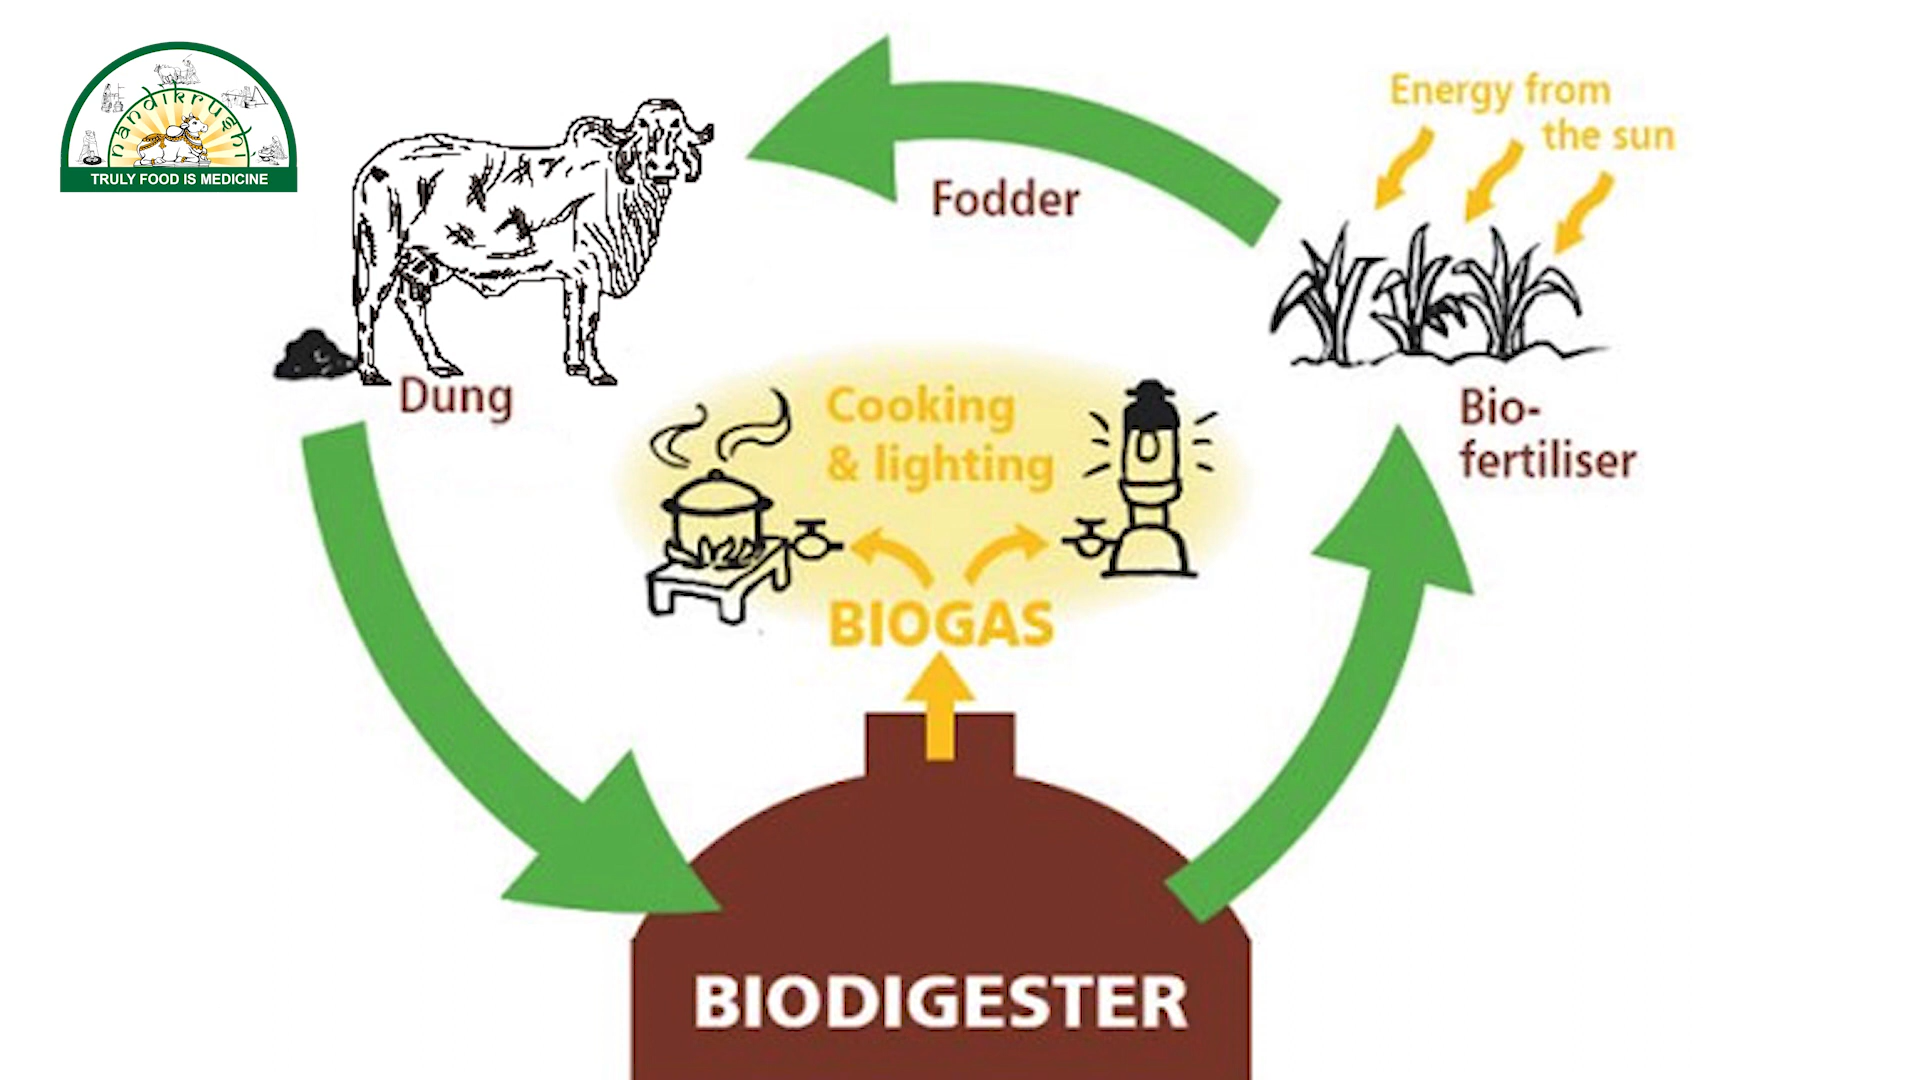 nandikrushi
TRULY FOOD IS MEDICINE
Energy from
the sun
Fodder
Dung
Cooking
& lighting
Bio-
fertiliser
BIOGAS
BIODIGESTER